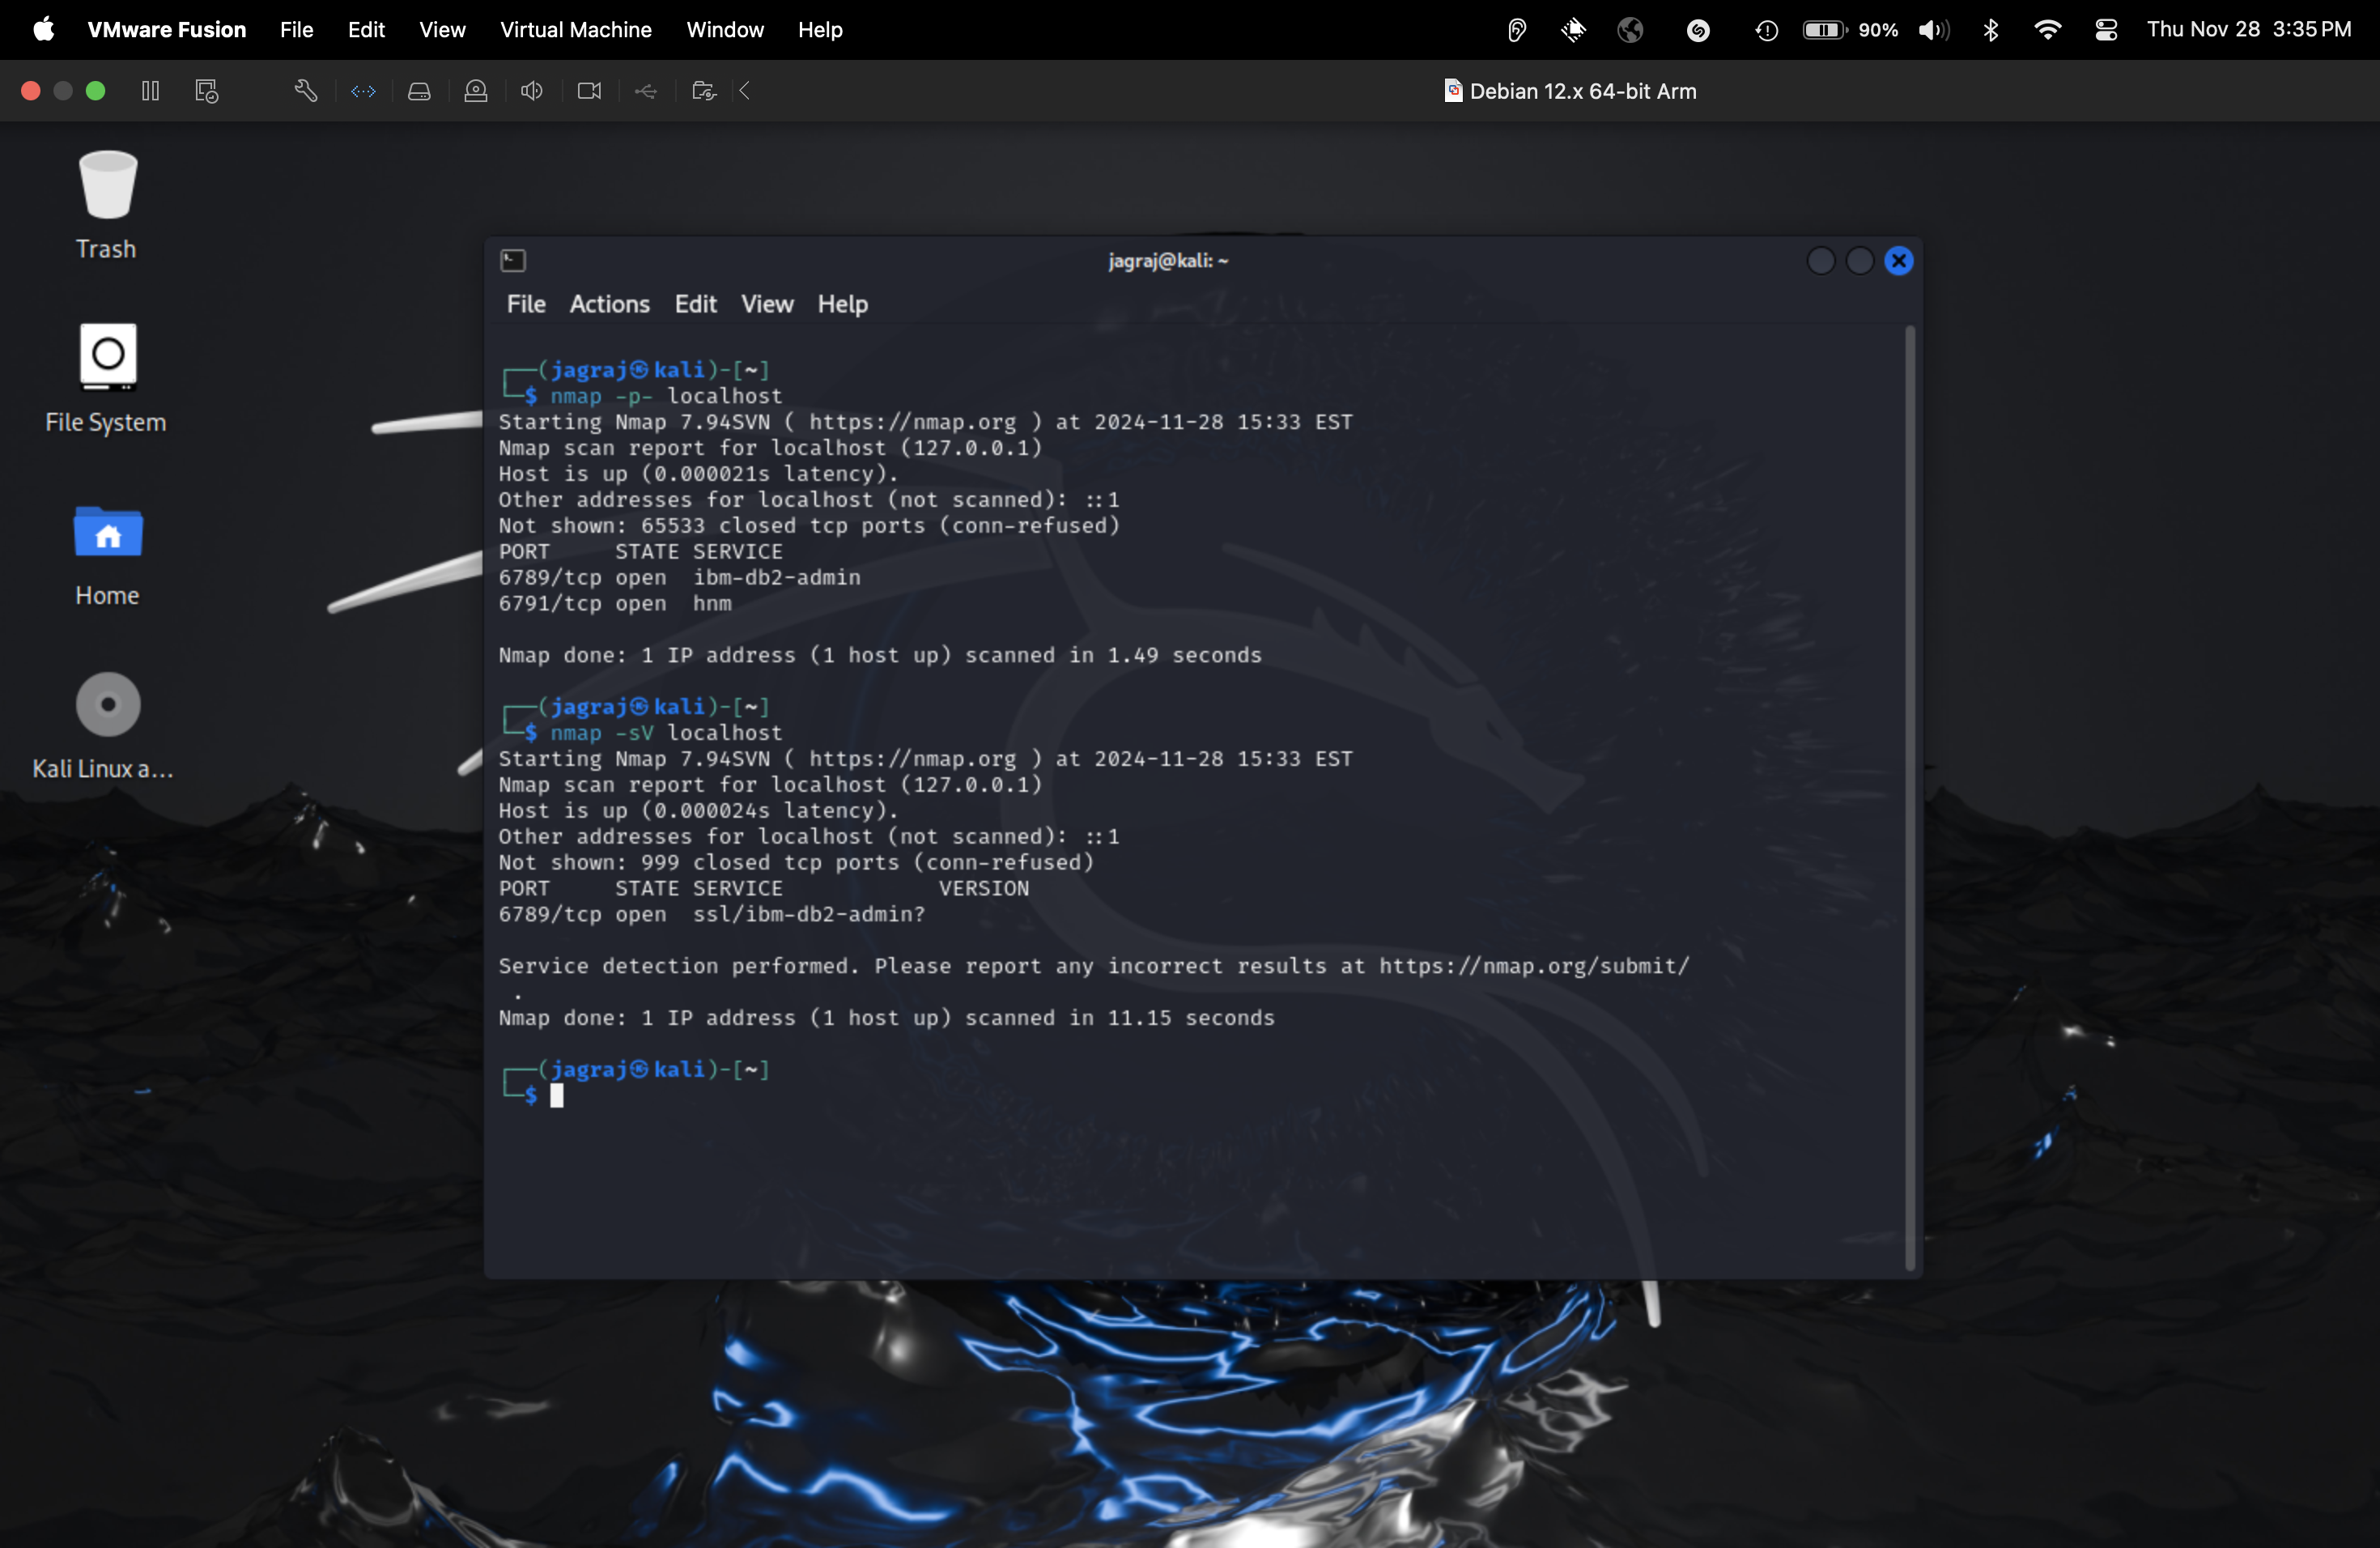 VMware Fusion File Edit View Virtual Machine Window Help 90% Thu Nov 28 3:35 PM
Debian 12.x 64-bit Arm
Trash
File System
Home
Kali Linux a...
jagraj@kali: ~
File Actions Edit View Help
┌──(jagraj㉿kali)-[~]
└─$ nmap -p- localhost
Starting Nmap 7.94SVN ( https://nmap.org ) at 2024-11-28 15:33 EST
Nmap scan report for localhost (127.0.0.1)
Host is up (0.000021s latency).
Other addresses for localhost (not scanned): ::1
Not shown: 65533 closed tcp ports (conn-refused)
PORT     STATE SERVICE
6789/tcp open  ibm-db2-admin
6791/tcp open  hnm
Nmap done: 1 IP address (1 host up) scanned in 1.49 seconds
┌──(jagraj㉿kali)-[~]
└─$ nmap -sV localhost
Starting Nmap 7.94SVN ( https://nmap.org ) at 2024-11-28 15:33 EST
Nmap scan report for localhost (127.0.0.1)
Host is up (0.000024s latency).
Other addresses for localhost (not scanned): ::1
Not shown: 999 closed tcp ports (conn-refused)
PORT     STATE SERVICE            VERSION
6789/tcp open  ssl/ibm-db2-admin?
Service detection performed. Please report any incorrect results at https://nmap.org/submit/
.
Nmap done: 1 IP address (1 host up) scanned in 11.15 seconds
┌──(jagraj㉿kali)-[~]
└─$